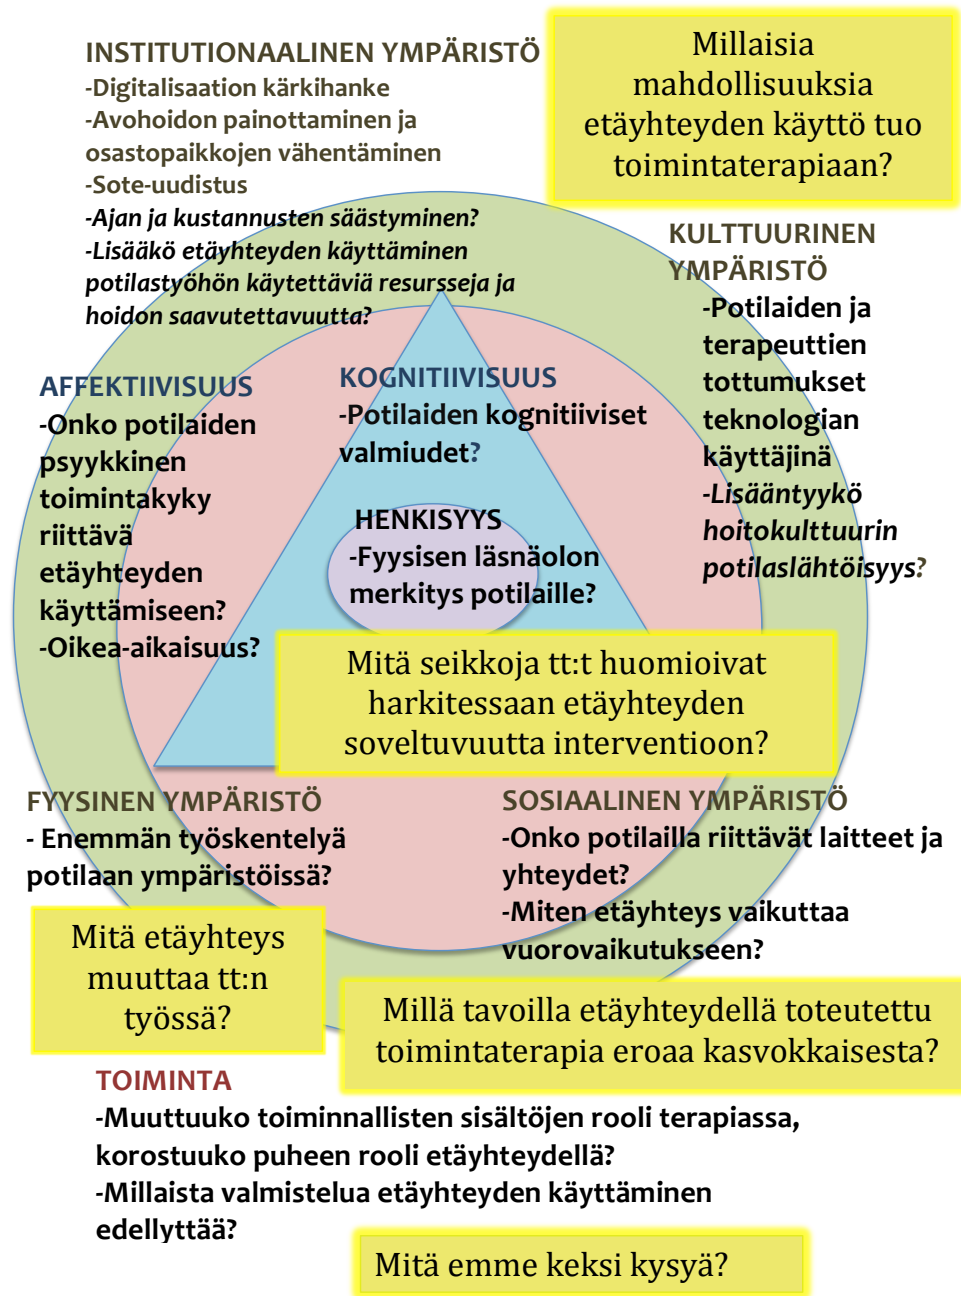 INSTITUTIONAALINEN YMPÄRISTÖ
-Digitalisaation kärkihanke
-Avohoidon painottaminen ja
osastopaikkojen vähentäminen
-Sote-uudistus
-Ajan ja kustannusten säästyminen?
-Lisääkö etäyhteyden käyttäminen
potilastyöhön käytettäviä resursseja ja
hoidon saavutettavuutta?
Millaisia
mahdollisuuksia
etäyhteyden käyttö tuo
toimintaterapiaan?
KULTTUURINEN
YMPÄRISTÖ
-Potilaiden ja
terapeuttien
tottumukset
teknologian
käyttäjinä
-Lisääntyykö
hoitokulttuurin
potilaslähtöisyys?
AFFEKTIIVISUUS
-Onko potilaiden
psyykkinen
toimintakyky
riittävä
etäyhteyden
käyttämiseen?
-Oikea-aikaisuus?
KOGNITIIVISUUS
-Potilaiden kognitiiviset
valmiudet?
HENKISYYS
-Fyysisen läsnäolon
merkitys potilaille?
Mitä seikkoja tt:t huomioivat
harkitessaan etäyhteyden
soveltuvuutta interventioon?
FYYSINEN YMPÄRISTÖ
- Enemmän työskentelyä
potilaan ympäristöissä?
SOSIAALINEN YMPÄRISTÖ
-Onko potilailla riittävät laitteet ja
yhteydet?
-Miten etäyhteys vaikuttaa
vuorovaikutukseen?
Mitä etäyhteys
muuttaa tt:n
työssä?
Millä tavoilla etäyhteydellä toteutettu
toimintaterapia eroaa kasvokkaisesta?
TOIMINTA
-Muuttuuko toiminnallisten sisältöjen rooli terapiassa,
korostuuko puheen rooli etäyhteydellä?
-Millaista valmistelua etäyhteyden käyttäminen
edellyttää?
Mitä emme keksi kysyä?